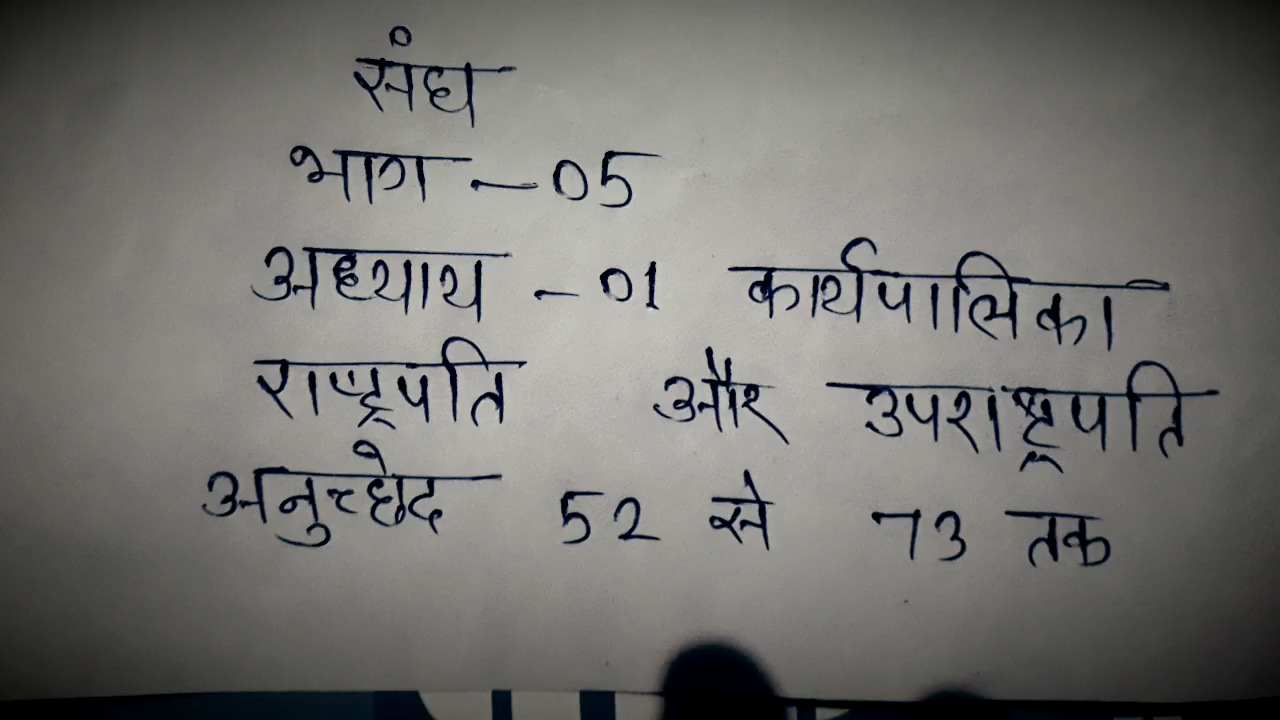 संघ
भाग - 05
अध्याय - 01 कार्यपालिका
राष्ट्रपति और उपराष्ट्रपति
अनुच्छेद 52 से 73 तक